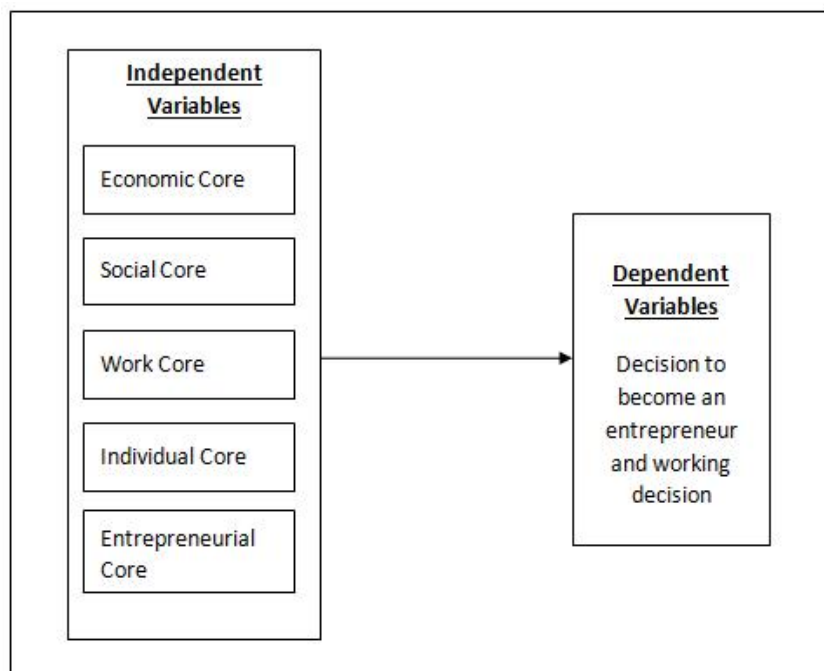 Independent
Variables
Economic Core
Social Core
Work Core
Individual Core
Entrepreneurial
Core
Dependent
Variables
Decision to
become an
entrepreneur
and working
decision